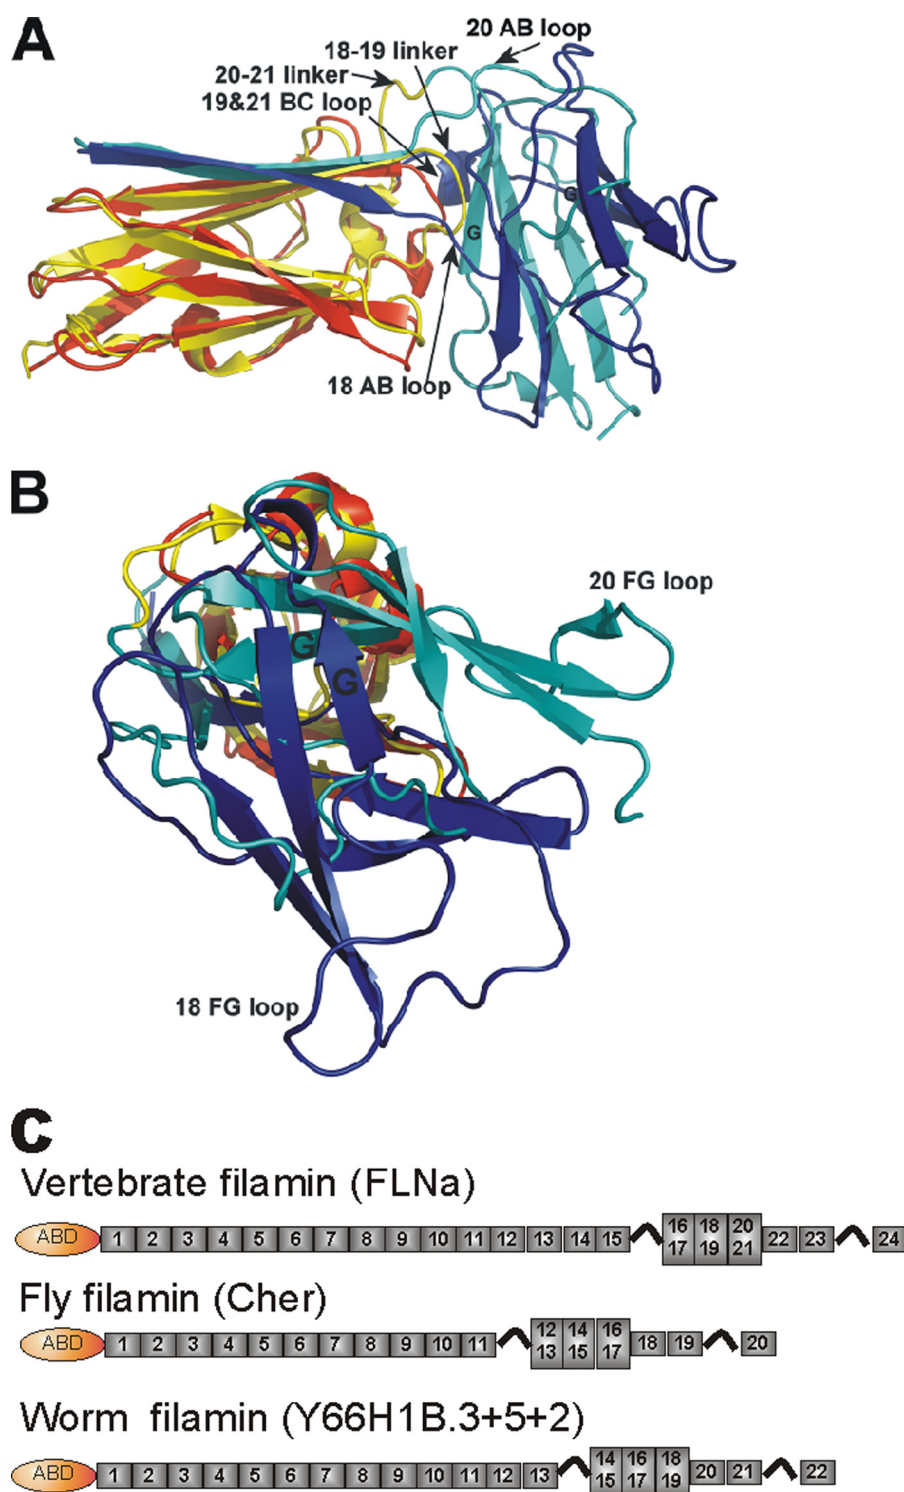 A
20 AB loop
18-19 linker
20-21 linker
19&21 BC loop
G
G
18 AB loop
B
20 FG loop
G
G
18 FG loop
C
Vertebrate filamin (FLNa)
ABD 1 2 3 4 5 6 7 8 9 10 11 12 13 14 15 16 17 18 19 20 21 22 23 24
Fly filamin (Cher)
ABD 1 2 3 4 5 6 7 8 9 10 11 12 13 14 15 16 17 18 19 20
Worm filamin (Y66H1B.3+5+2)
ABD 1 2 3 4 5 6 7 8 9 10 11 12 13 14 15 16 17 18 19 20 21 22